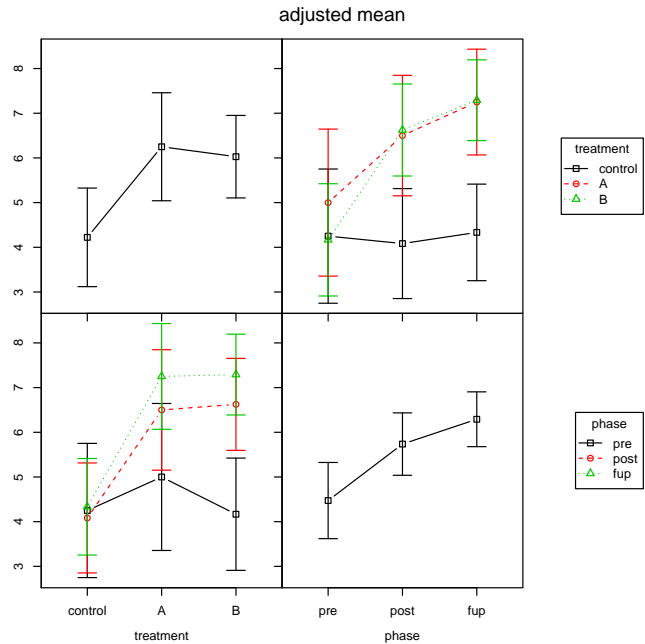 adjusted mean
8
7
6
5
4
3
treatment
control
A
B
8
7
6
5
4
3
phase
pre
post
fup
control A B
pre post fup
treatment
phase